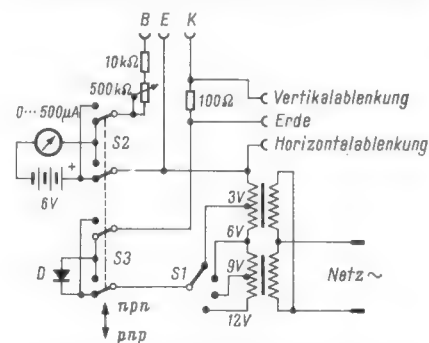 B E K
10kΩ
500kΩ
100Ω
Vertikalablenkung
Erde
Horizontalablenkung
0...500µA
S2
+
6V
3V
6V
S3
S1
9V
D
Netz ~
12V
npn
pnp